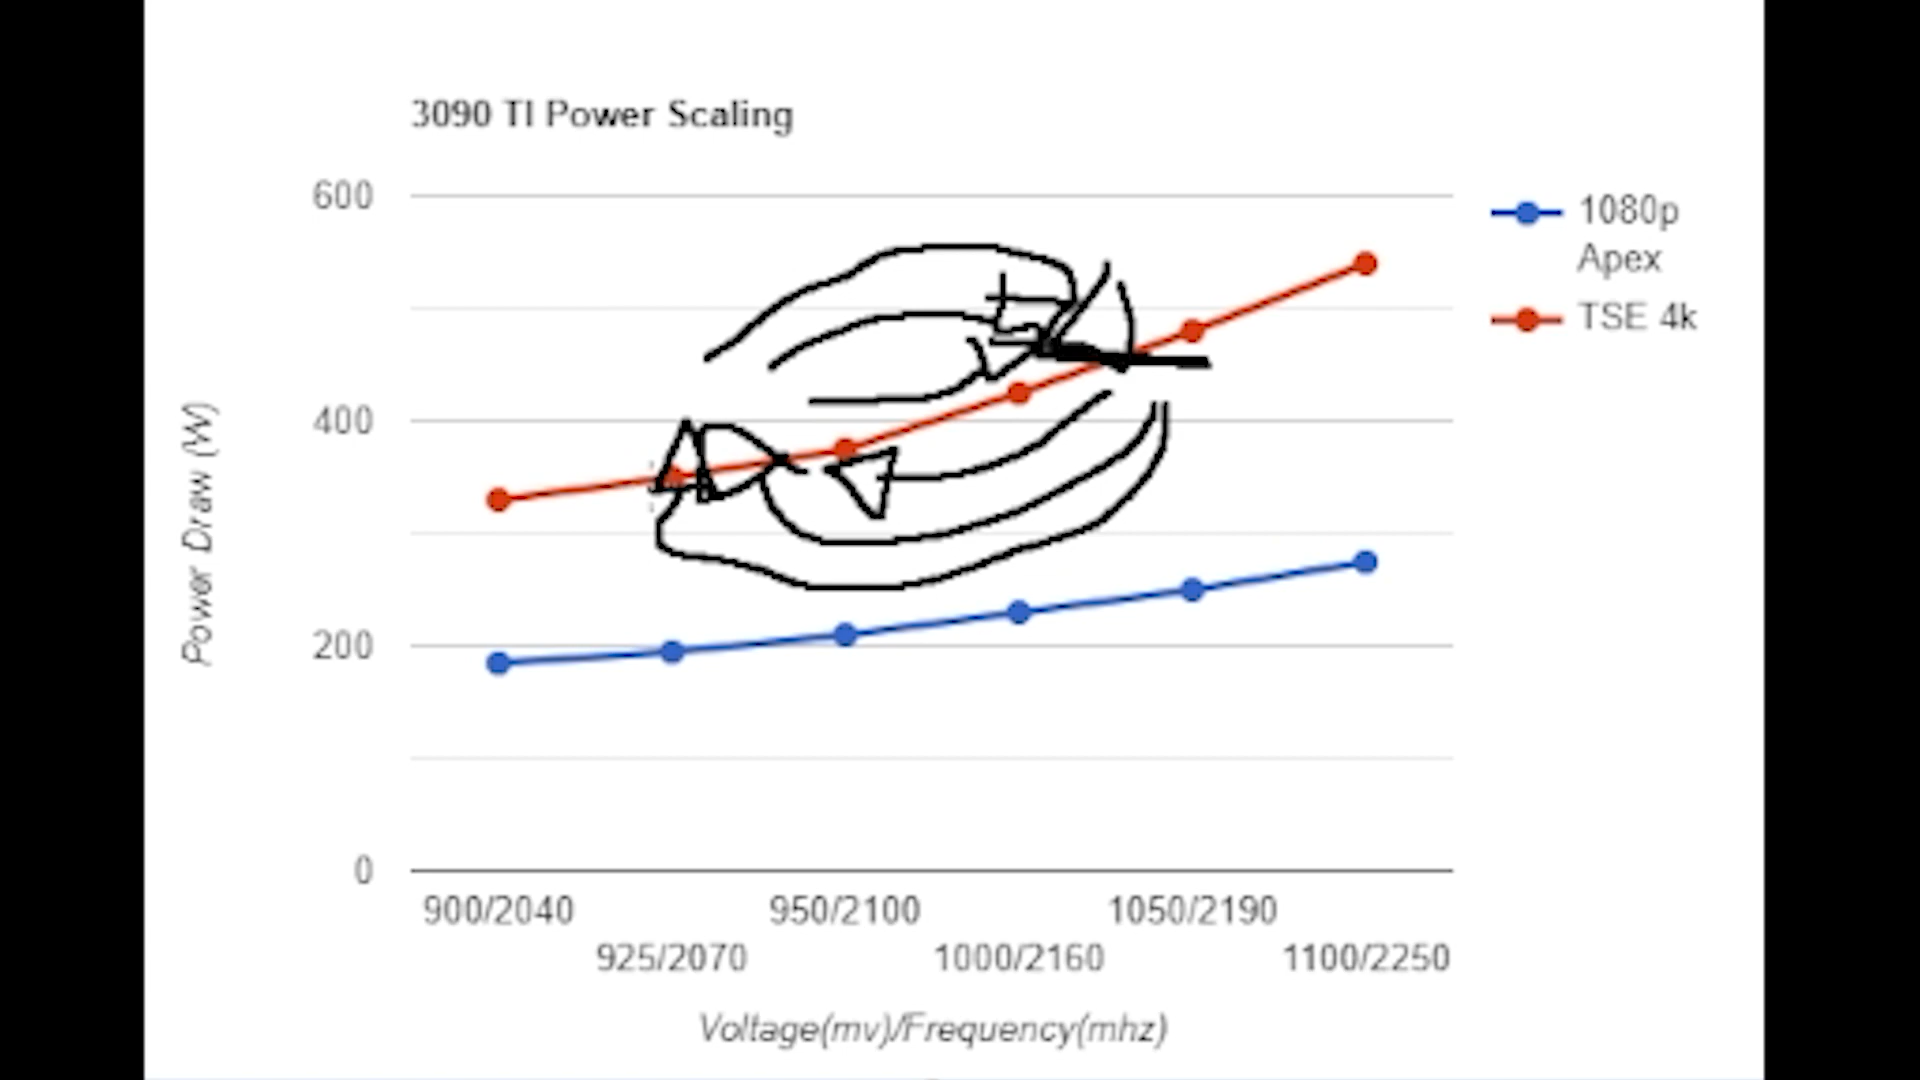 3090 TI Power Scaling
600
400
200
0
Power Draw (W)
1080p
Apex
TSE 4k
900/2040
925/2070
950/2100
1000/2160
1050/2190
1100/2250
Voltage(mv)/Frequency(mhz)